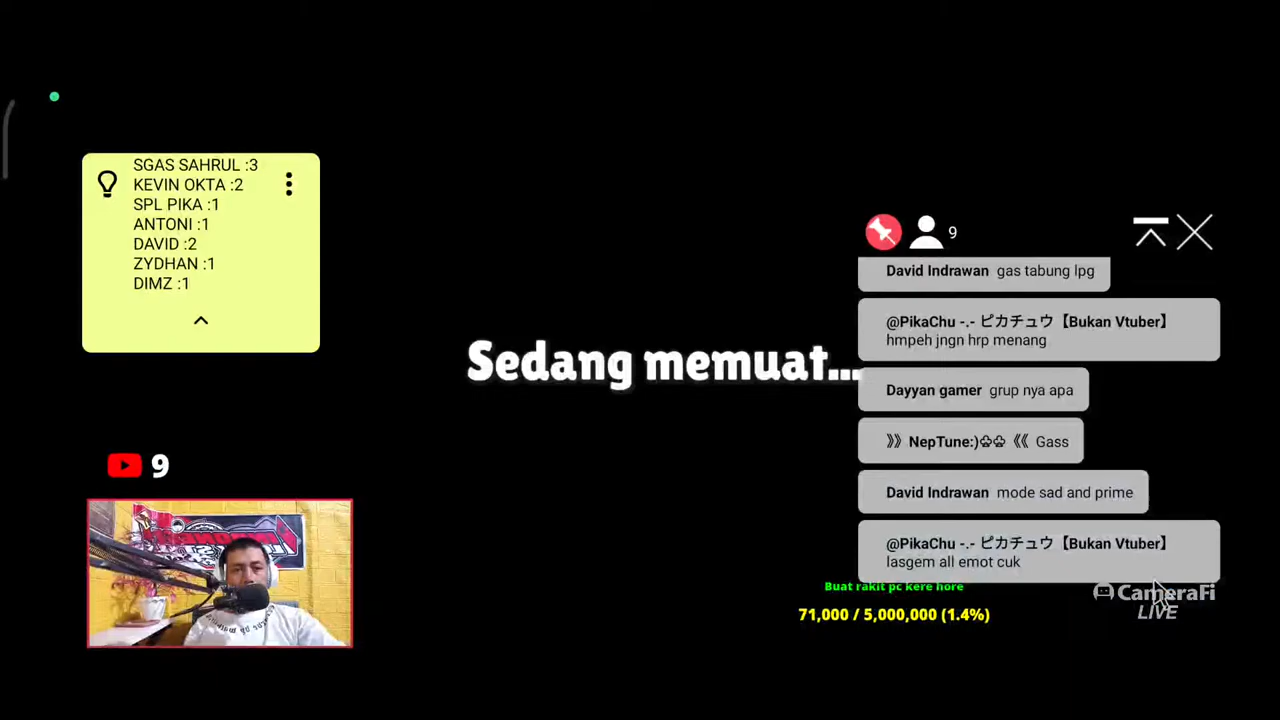 SGAS SAHRUL :3
KEVIN OKTA :2
SPL PIKA :1
ANTONI :1
DAVID :2
ZYDHAN :1
DIMZ :1
9
David Indrawan gas tabung lpg
@PikaChu -.- ピカチュウ【Bukan Vtuber】
hmpeh jngn hrp menang
Sedang memuat...
Dayyan gamer grup nya apa
》》 NepTune:)♧♧ 《《 Gass
9
David Indrawan mode sad and prime
@PikaChu -.- ピカチュウ【Bukan Vtuber】
lasgem all emot cuk
Buat rakit pc kere hore
71,000 / 5,000,000 (1.4%)
CameraFi
LIVE